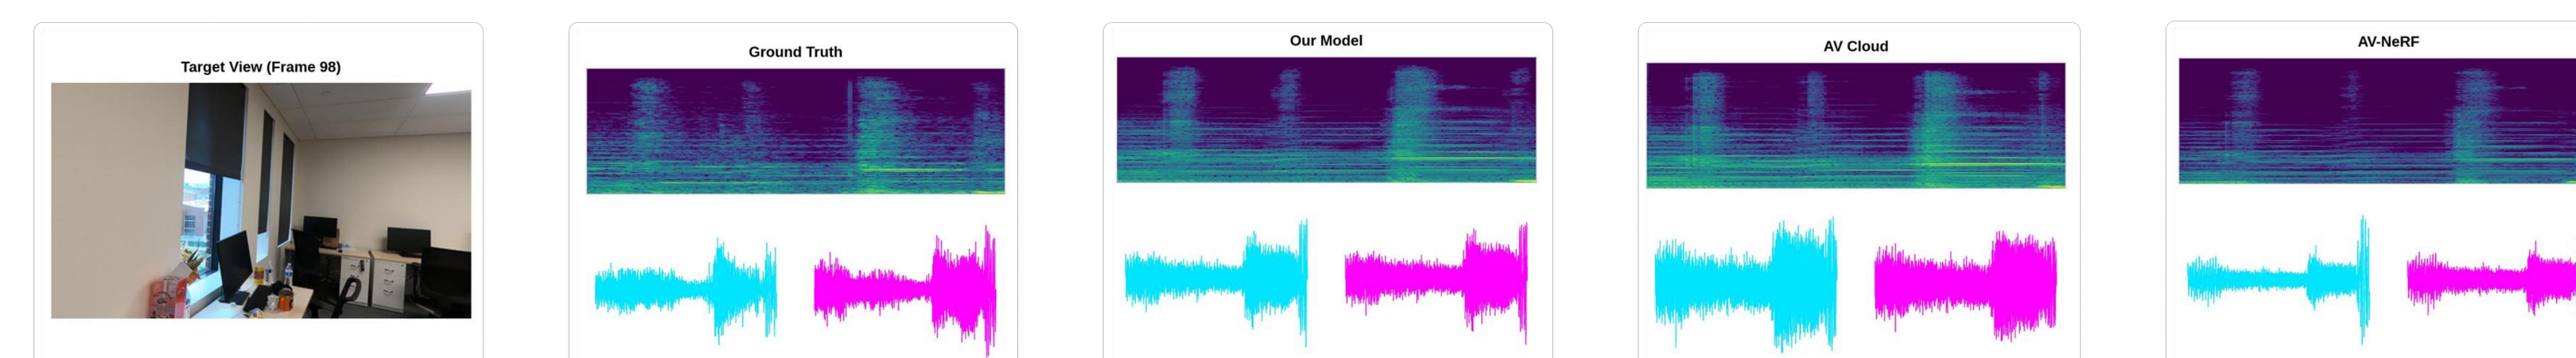 Target View (Frame 98)
Ground Truth
Our Model
AV Cloud
AV-NeRF